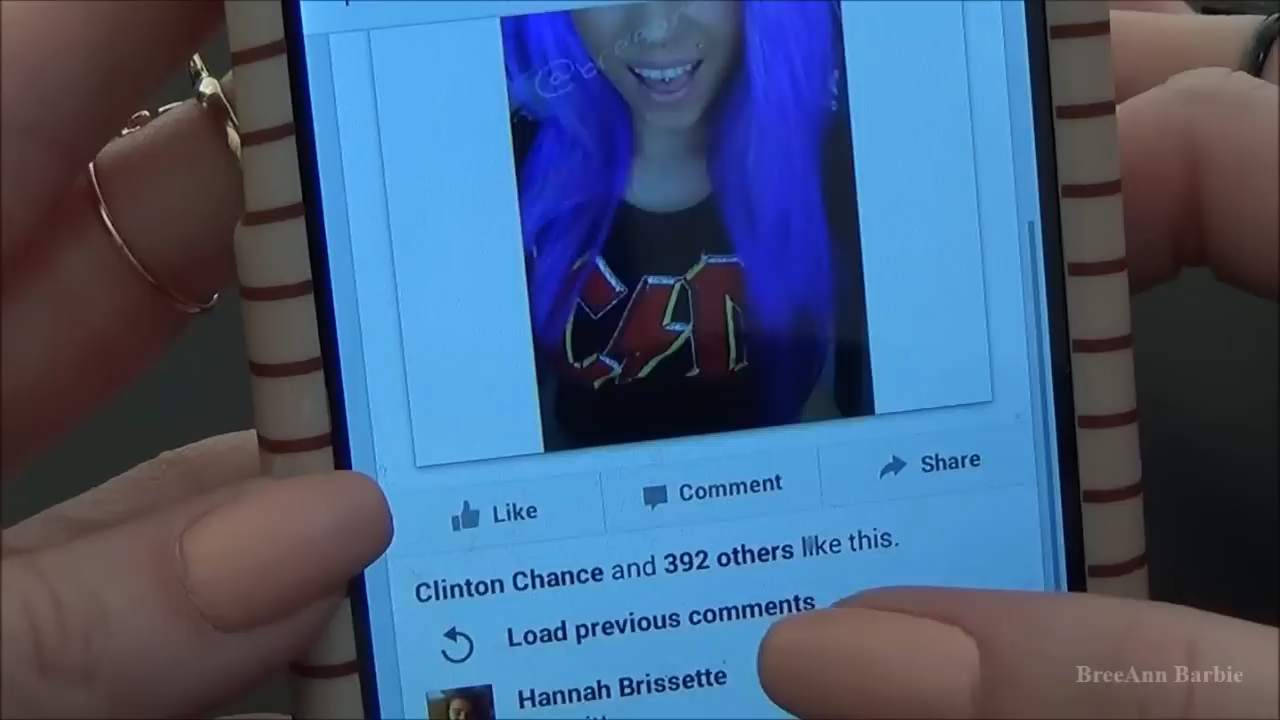 Like
Comment
Share
Clinton Chance and 392 others like this.
Load previous comments
Hannah Brissette
BreeAnn Barbie